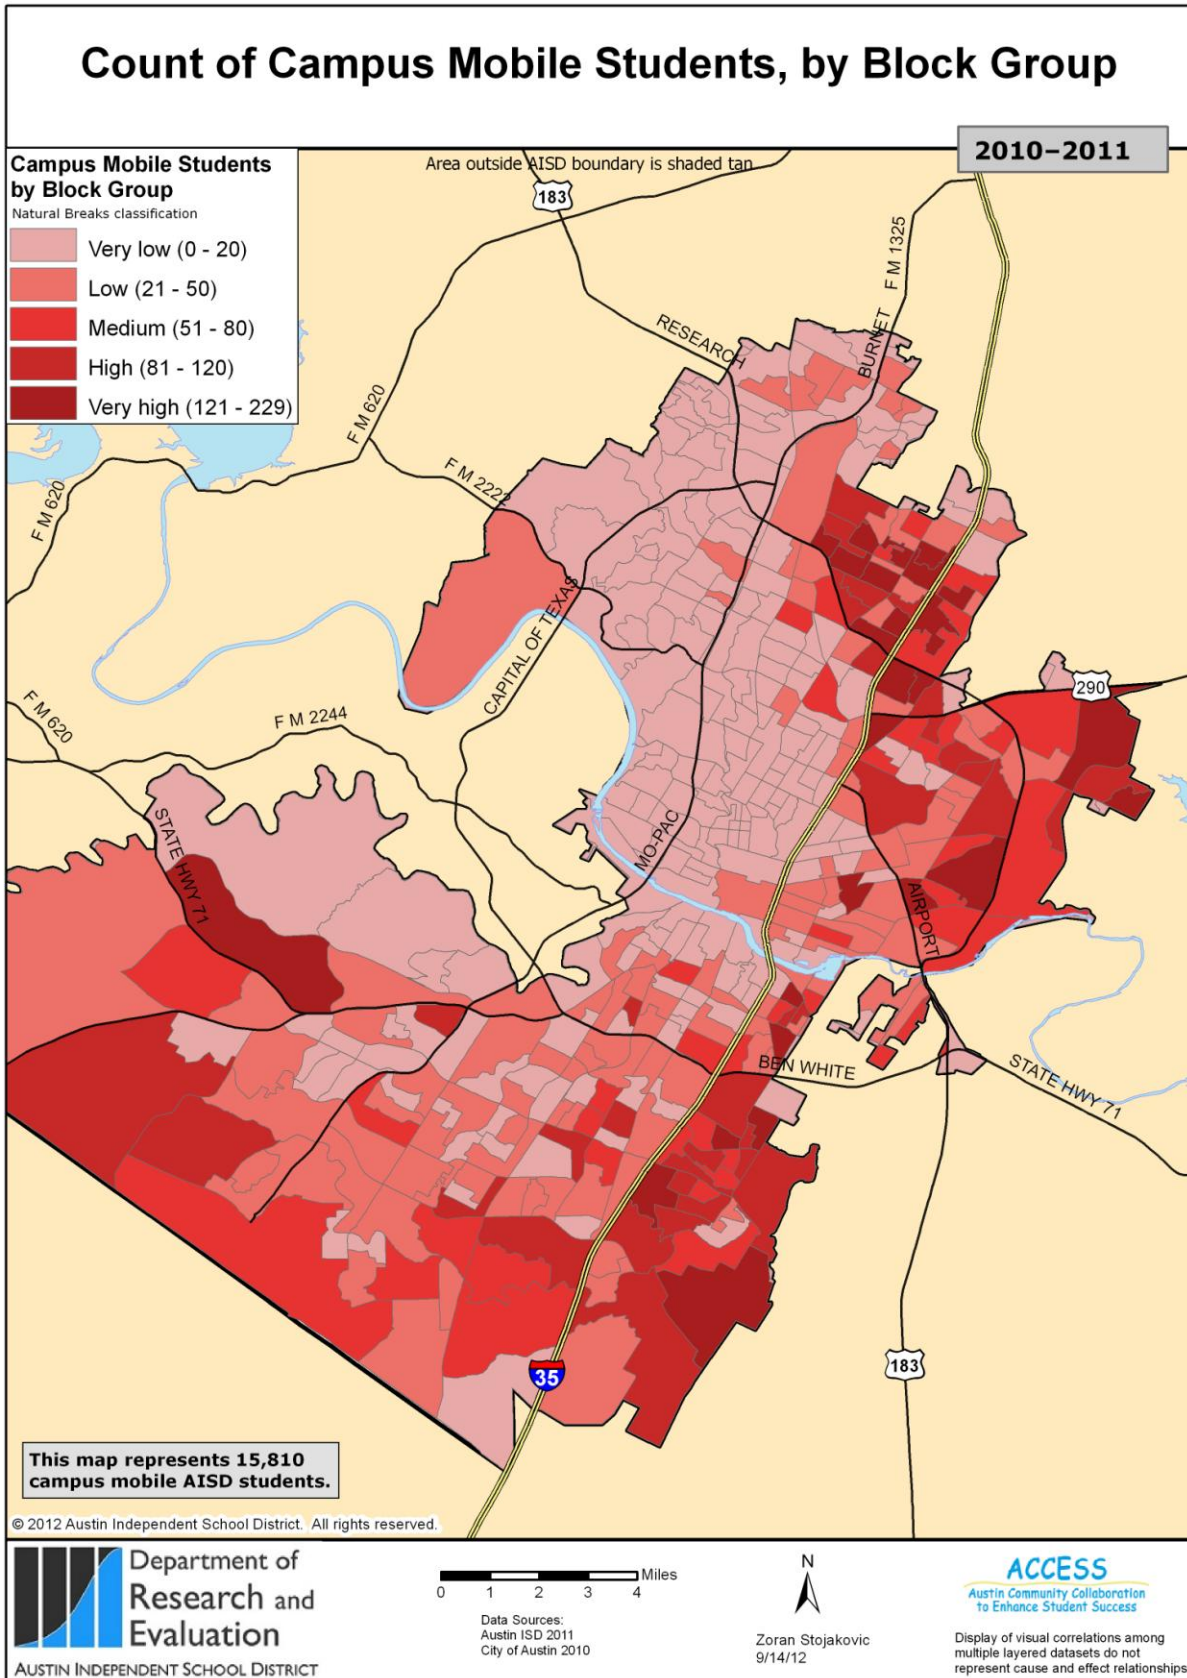 Count of Campus Mobile Students, by Block Group
2010–2011
Campus Mobile Students
by Block Group
Natural Breaks classification
Very low (0 - 20)
Low (21 - 50)
Medium (51 - 80)
High (81 - 120)
Very high (121 - 229)
Area outside AISD boundary is shaded tan
183
F M 1325
BURNET
RESEARCH
F M 620
F M 2222
F M 620
CAPITAL OF TEXAS
290
F M 620
F M 2244
STATE HWY 71
MO-PAC
AIRPORT
BEN WHITE
STATE HWY 71
183
35
This map represents 15,810
campus mobile AISD students.
© 2012 Austin Independent School District. All rights reserved.
Department of
Research and
Evaluation
AUSTIN INDEPENDENT SCHOOL DISTRICT
0 1 2 3 4 Miles
Data Sources:
Austin ISD 2011
City of Austin 2010
N
Zoran Stojakovic
9/14/12
ACCESS
Austin Community Collaboration
to Enhance Student Success
Display of visual correlations among
multiple layered datasets do not
represent cause and effect relationships